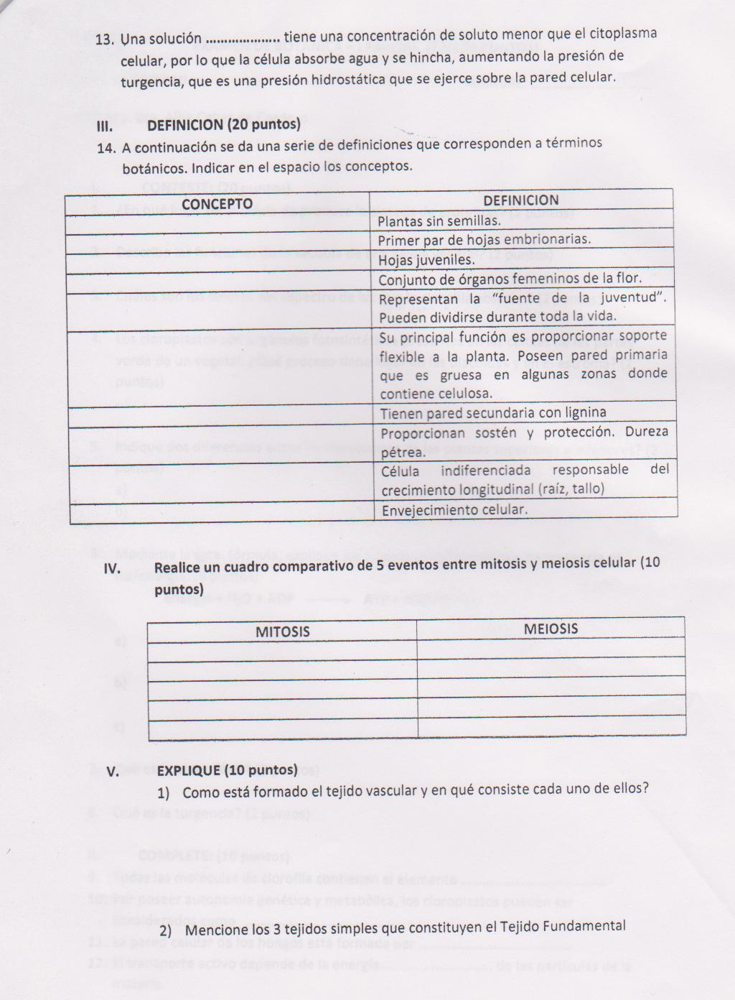 13. Una solución .................... tiene una concentración de soluto menor que el citoplasma
celular, por lo que la célula absorbe agua y se hincha, aumentando la presión de
turgencia, que es una presión hidrostática que se ejerce sobre la pared celular.
III. DEFINICION (20 puntos)
14. A continuación se da una serie de definiciones que corresponden a términos
botánicos. Indicar en el espacio los conceptos.
CONCEPTO DEFINICION
Plantas sin semillas.
Primer par de hojas embrionarias.
Hojas juveniles.
Conjunto de órganos femeninos de la flor.
Representan la “fuente de la juventud”.
Pueden dividirse durante toda la vida.
Su principal función es proporcionar soporte
flexible a la planta. Poseen pared primaria
que es gruesa en algunas zonas donde
contiene celulosa.
Tienen pared secundaria con lignina
Proporcionan sostén y protección. Dureza
pétrea.
Célula indiferenciada responsable del
crecimiento longitudinal (raíz, tallo)
Envejecimiento celular.
IV. Realice un cuadro comparativo de 5 eventos entre mitosis y meiosis celular (10
puntos)
MITOSIS MEIOSIS
V. EXPLIQUE (10 puntos)
1) Como está formado el tejido vascular y en qué consiste cada uno de ellos?
2) Mencione los 3 tejidos simples que constituyen el Tejido Fundamental